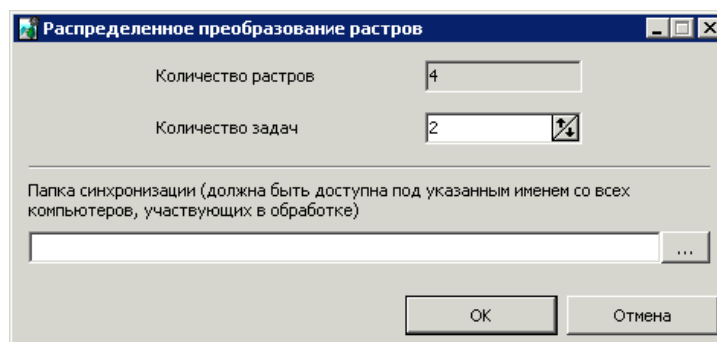 Распределенное преобразование растров
Количество растров 4
Количество задач 2
Папка синхронизации (должна быть доступна под указанным именем со всех
компьютеров, участвующих в обработке)
...
OK Отмена